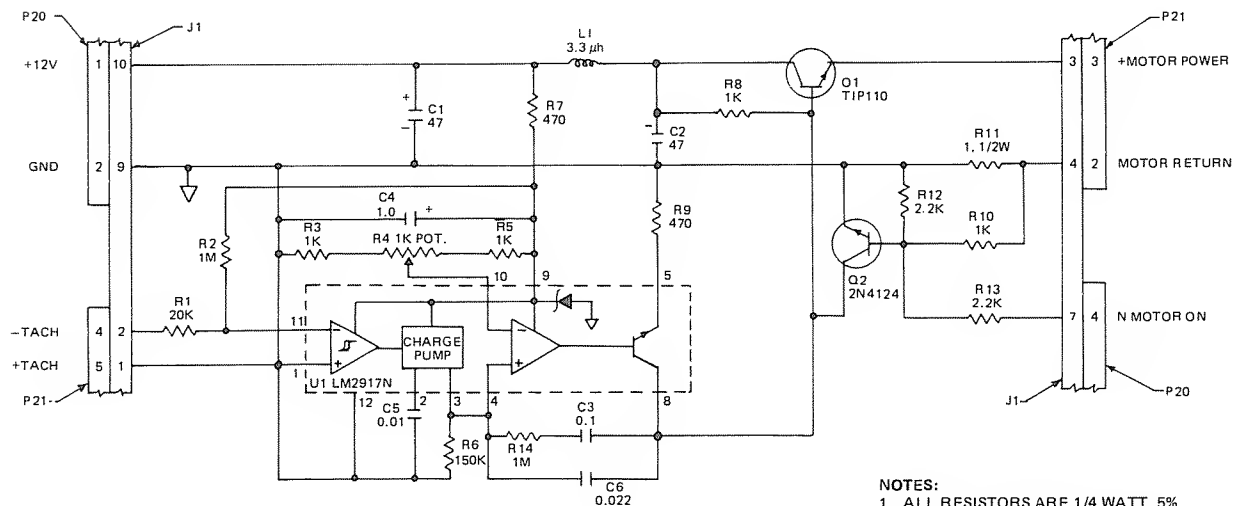 P20
J1
+12V
1 10
GND
2 9
L1
3.3 μh
C1
47
+
−
R7
470
C2
47
−
R8
1K
O1
TIP110
P21
3 3
+MOTOR POWER
R11
1, 1/2W
4 2
MOTOR RETURN
R12
2.2K
R10
1K
R13
2.2K
Q2
2N4124
7 4
N MOTOR ON
J1
P20
C4
1.0
+
R3
1K
R4 1K POT.
R5
1K
R9
470
R2
1M
R1
20K
−TACH
4 2
+TACH
5 1
P21-
10
9
5
11
−
+
1
CHARGE
PUMP
−
+
U1 LM2917N
12
2
3
4
8
C5
0.01
R6
150K
R14
1M
C3
0.1
C6
0.022
NOTES:
1. ALL RESISTORS ARE 1/4 WATT, 5%